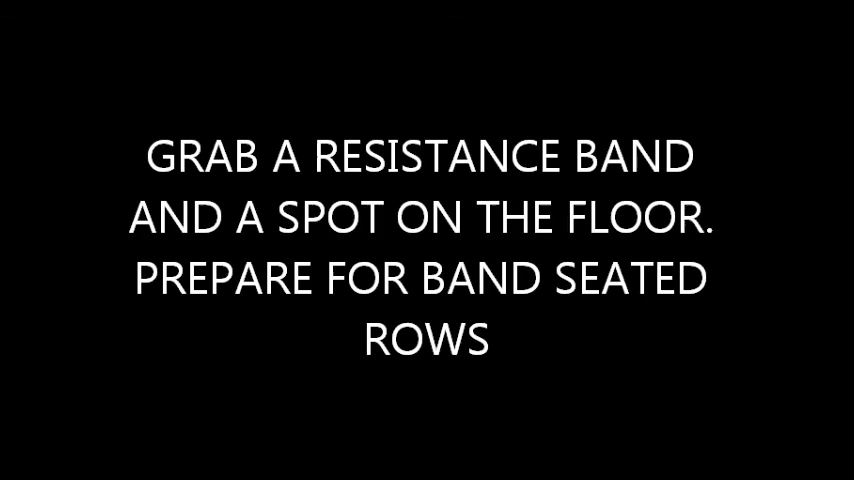 GRAB A RESISTANCE BAND
AND A SPOT ON THE FLOOR.
PREPARE FOR BAND SEATED
ROWS